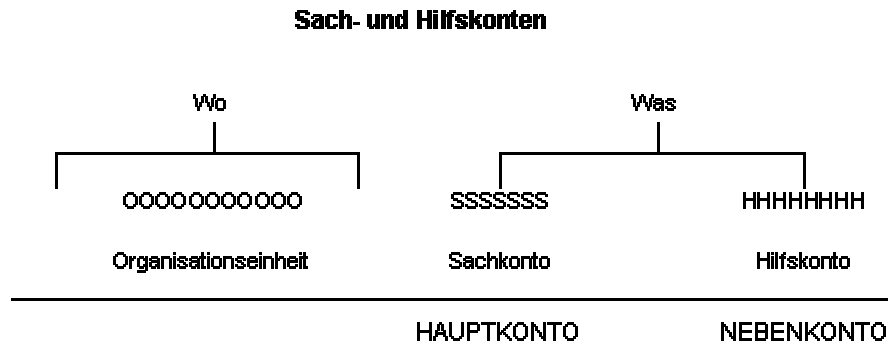 Sach- und Hilfskonten
Wo Was
OOOOOOOOOOO SSSSSSS HHHHHHHH
Organisationseinheit Sachkonto Hilfskonto
HAUPTKONTO NEBENKONTO